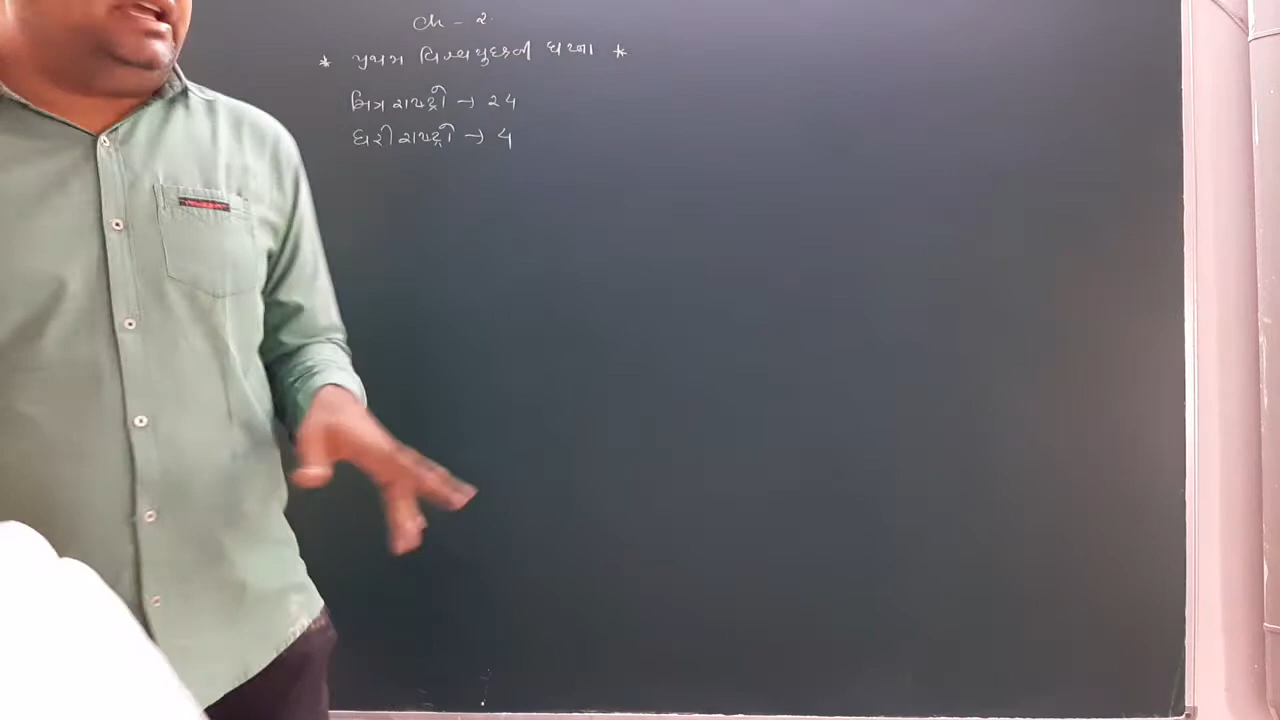 Ch - 2.
* પ્રથમ વિશ્વયુદ્ધની ઘટના *
મિત્ર રાષ્ટ્રો → 24
ધરી રાષ્ટ્રો → 4